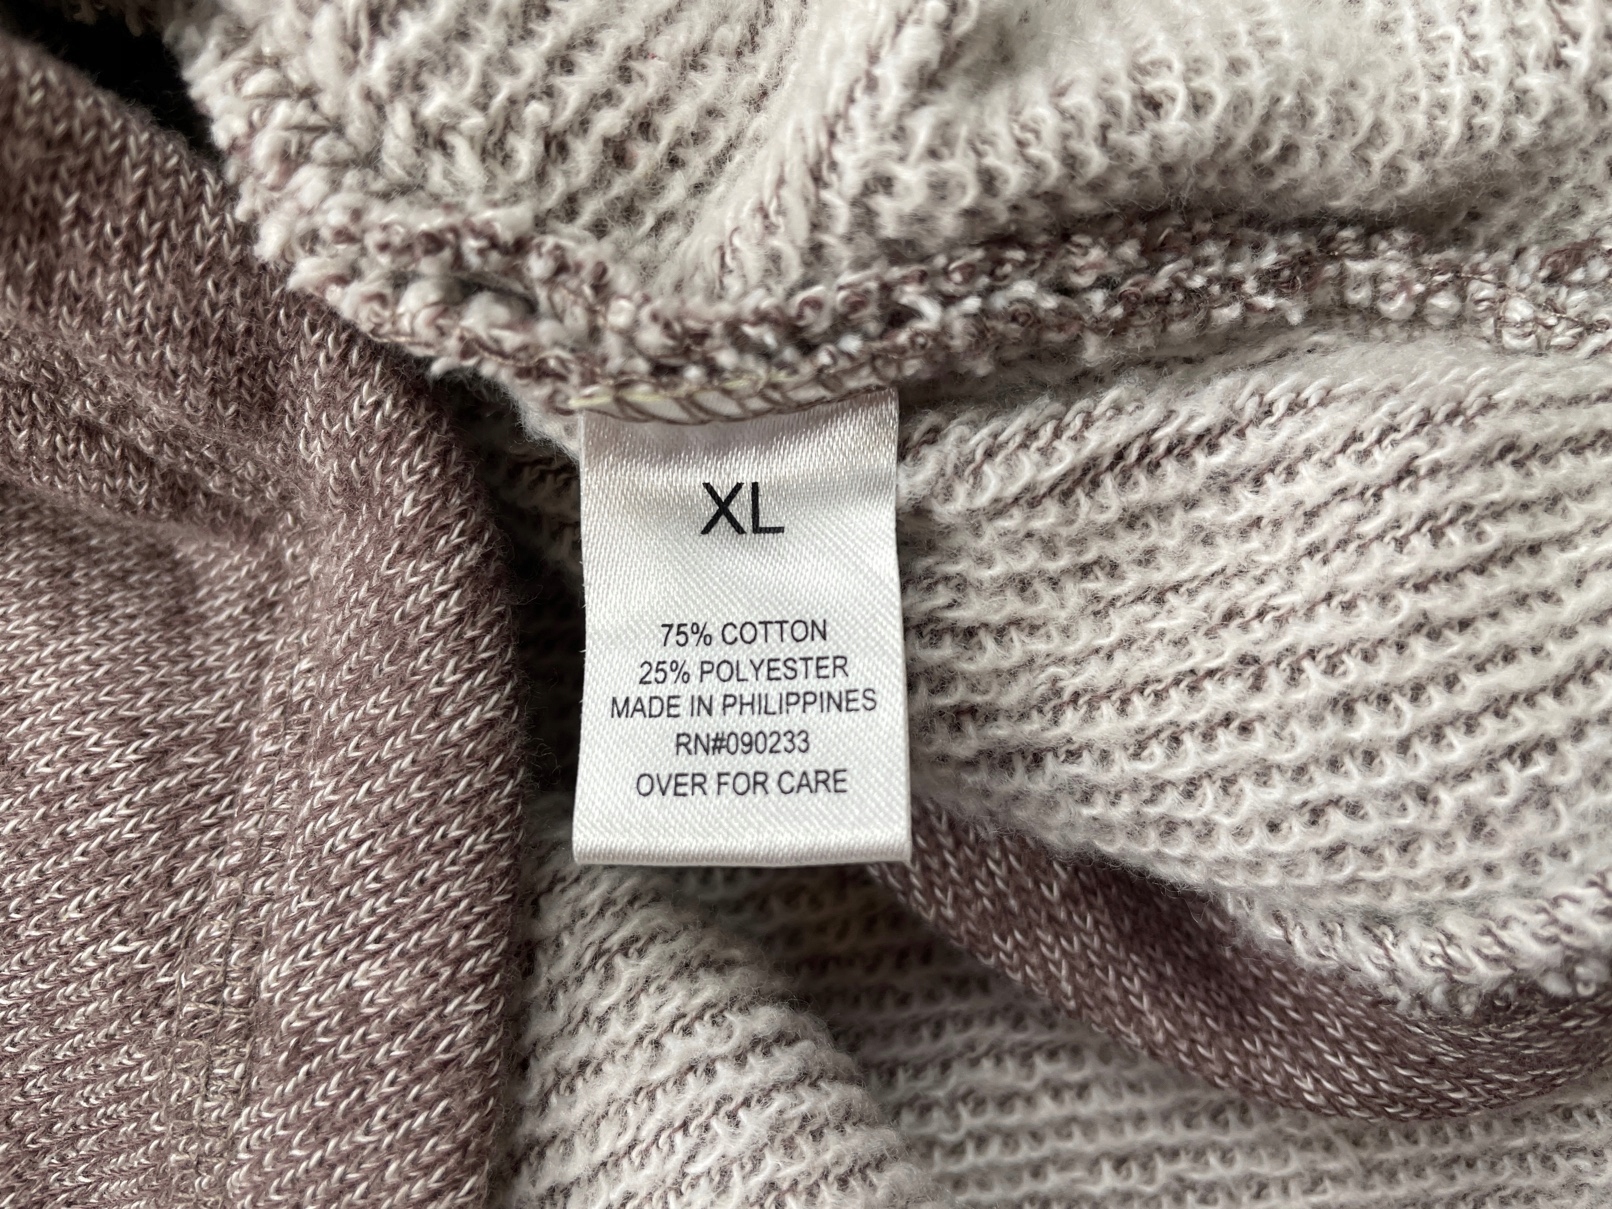 XL
75% COTTON
25% POLYESTER
MADE IN PHILIPPINES
RN#090233
OVER FOR CARE